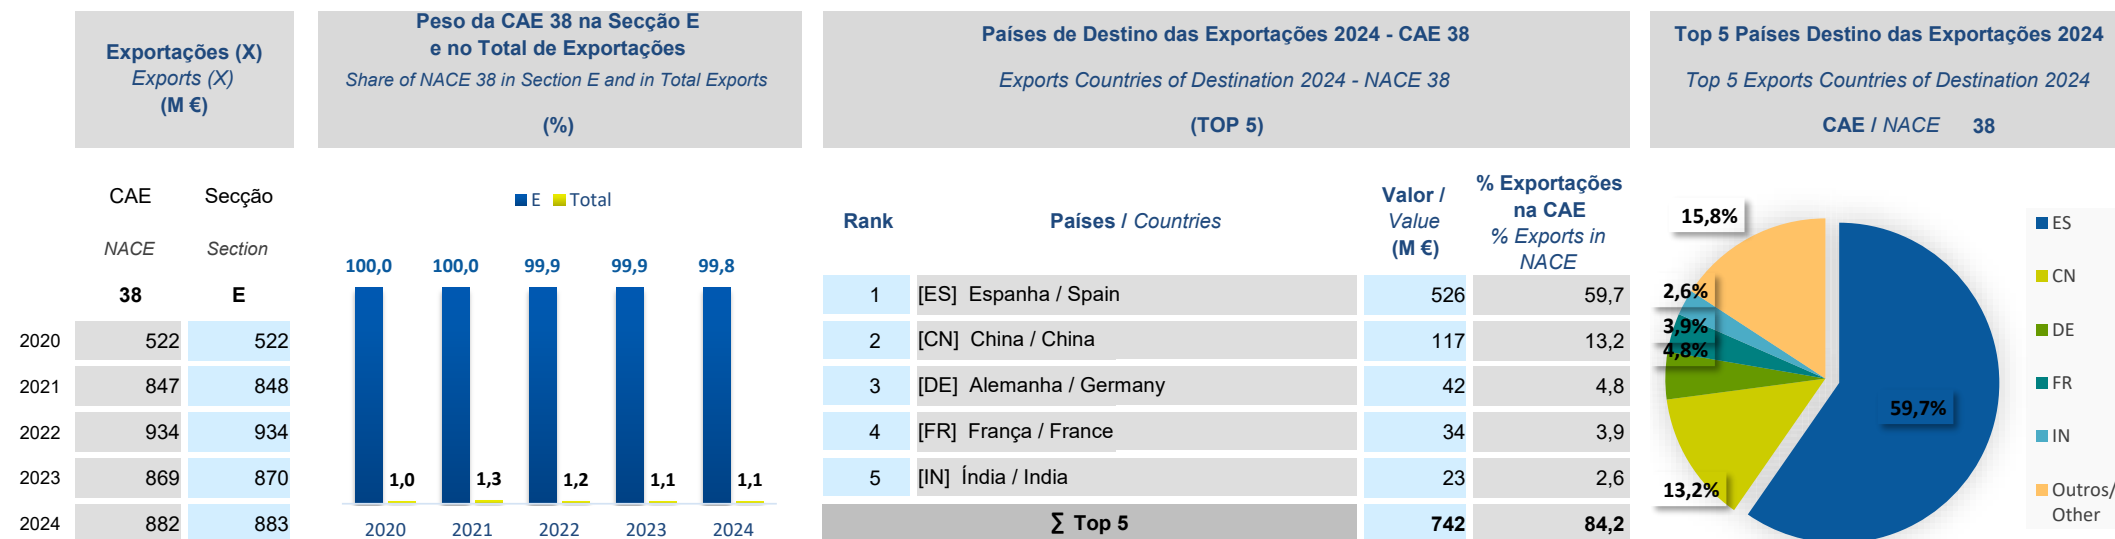 Exportações (X)
Exports (X)
(M €)
Peso da CAE 38 na Secção E
e no Total de Exportações
Share of NACE 38 in Section E and in Total Exports
(%)
Países de Destino das Exportações 2024 - CAE 38
Exports Countries of Destination 2024 - NACE 38
(TOP 5)
Top 5 Países Destino das Exportações 2024
Top 5 Exports Countries of Destination 2024
CAE / NACE 38
CAE Secção
NACE Section
38 E
2020 522 522
2021 847 848
2022 934 934
2023 869 870
2024 882 883
E Total
100,0 100,0 99,9 99,9 99,8
1,0 1,3 1,2 1,1 1,1
2020 2021 2022 2023 2024
Rank
Países / Countries
Valor /
Value
(M €)
% Exportações
na CAE
% Exports in
NACE
1 [ES] Espanha / Spain 526 59,7
2 [CN] China / China 117 13,2
3 [DE] Alemanha / Germany 42 4,8
4 [FR] França / France 34 3,9
5 [IN] Índia / India 23 2,6
∑ Top 5 742 84,2
15,8%
2,6%
3,9%
4,8%
13,2%
59,7%
ES
CN
DE
FR
IN
Outros/
Other